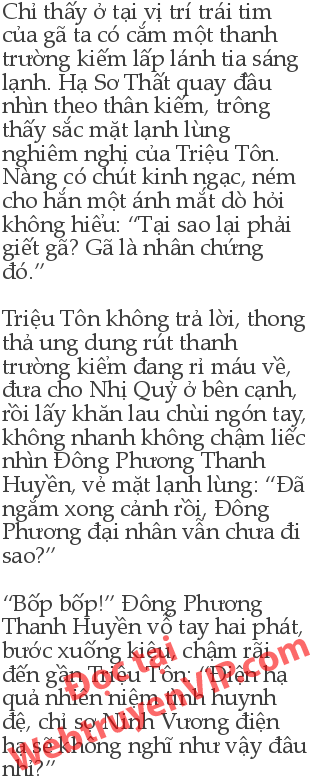 Chỉ thấy ở tại vị trí trái tim
của gã ta có cắm một thanh
trường kiếm lấp lánh tia sáng
lạnh. Hạ Sơ Thất quay đầu
nhìn theo thân kiếm, trông
thấy sắc mặt lạnh lùng
nghiêm nghị của Triệu Tôn.
Nàng có chút kinh ngạc, ném
cho hắn một ánh mắt dò hỏi
không hiểu: “Tại sao lại phải
giết gã? Gã là nhân chứng
đó.”
Triệu Tôn không trả lời, thong
thả ung dung rút thanh
trường kiếm đang rỉ máu về,
đưa cho Nhị Quỷ ở bên cạnh,
rồi lấy khăn lau chùi ngón tay,
không nhanh không chậm liếc
nhìn Đông Phương Thanh
Huyền, vẻ mặt lạnh lùng: “Đã
ngắm xong cảnh rồi, Đông
Phương đại nhân vẫn chưa đi
sao?”
“Bốp bốp!” Đông Phương
Thanh Huyền vỗ tay hai phát,
bước xuống kiệu, chậm rãi
đến gần Triệu Tôn: “Điện hạ
quả nhiên niệm tình huynh
đệ, chỉ sợ Ninh Vương điện
hạ sẽ không nghĩ như vậy đâu
nhỉ?”
Đọc tại
WebtruyenVIP.com